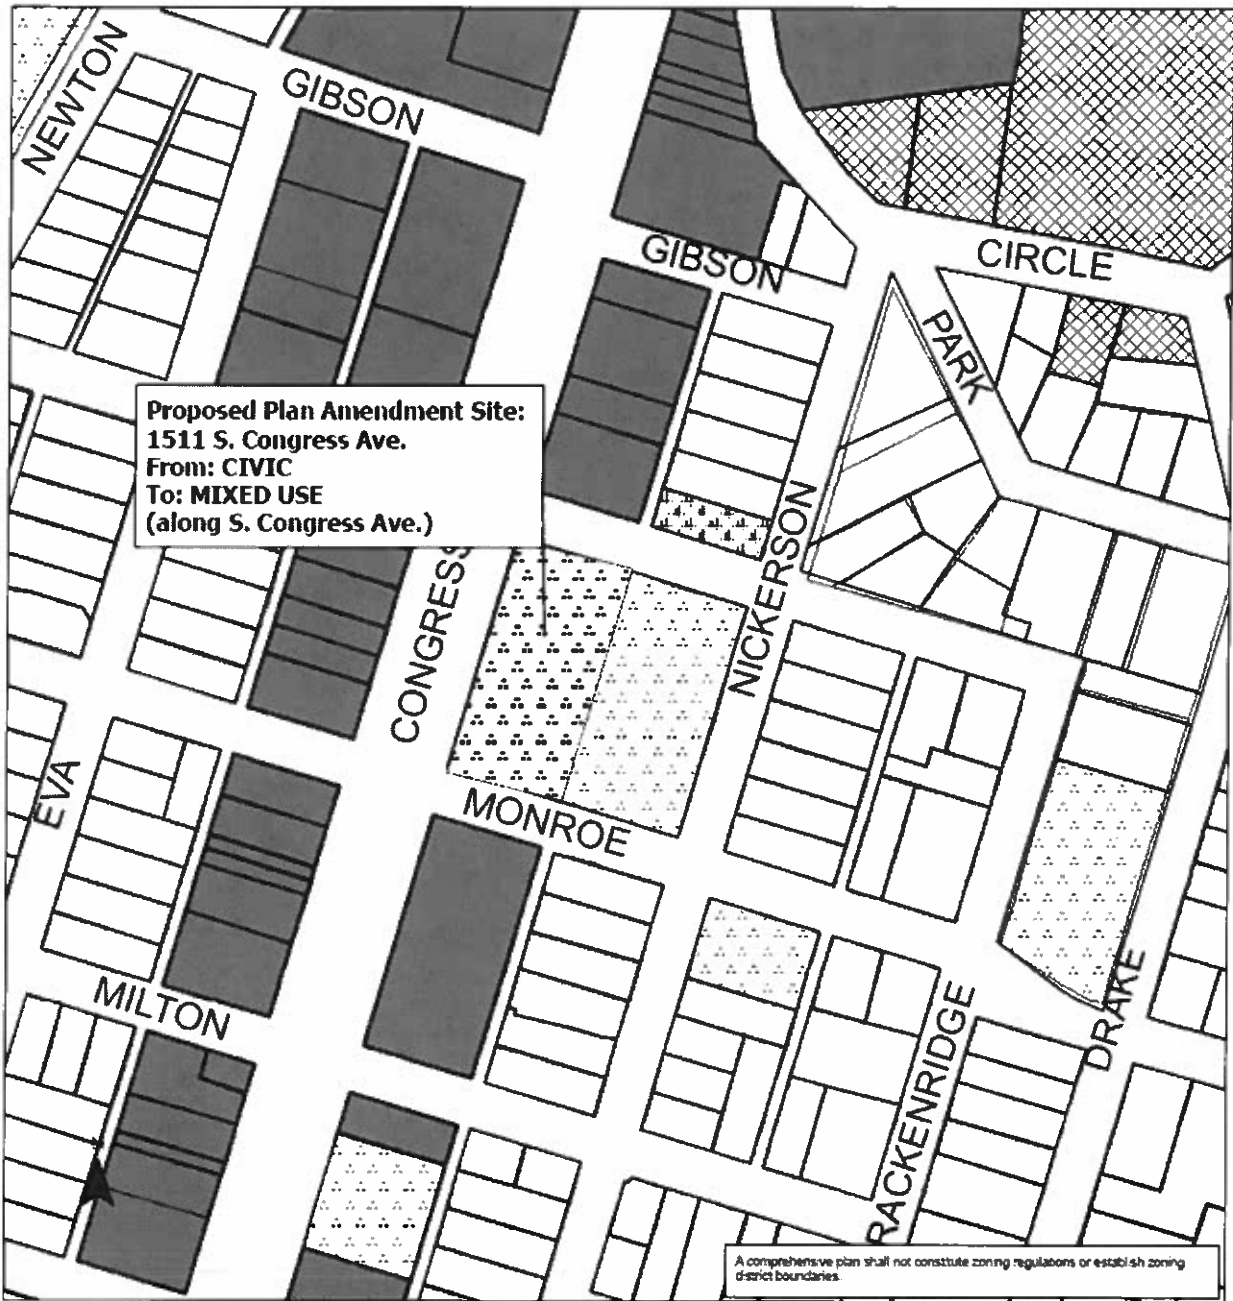 NEWTON
GIBSON
GIBSON
CIRCLE
PARK
Proposed Plan Amendment Site:
1511 S. Congress Ave.
From: CIVIC
To: MIXED USE
(along S. Congress Ave.)
CONGRESS
NICKERSON
EVA
MONROE
MILTON
RACKENRIDGE
DRAKE
A comprehensive plan shall not constitute zoning regulations or establish zoning
district boundaries.